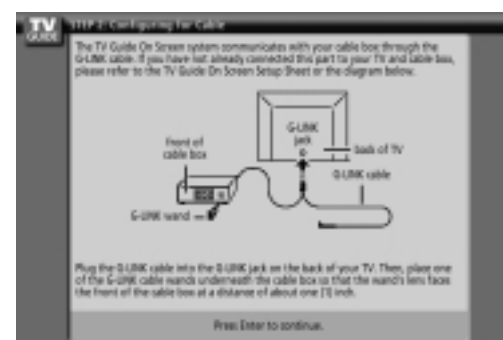 TV
GUIDE
STEP 2: Configuring for Cable
The TV Guide On Screen system communicates with your cable box through the
G-LINK cable. If you have not already connected this part to your TV and cable box,
please refer to the TV Guide On Screen Setup Sheet or the diagram below.
G-LINK
jack
front of
cable box
back of TV
G-LINK cable
G-LINK wand
Plug the G-LINK cable into the G-LINK jack on the back of your TV. Then, place one
of the G-LINK cable wands underneath the cable box so that the wand's lens faces
the front of the cable box at a distance of about one (1) inch.
Press Enter to continue.